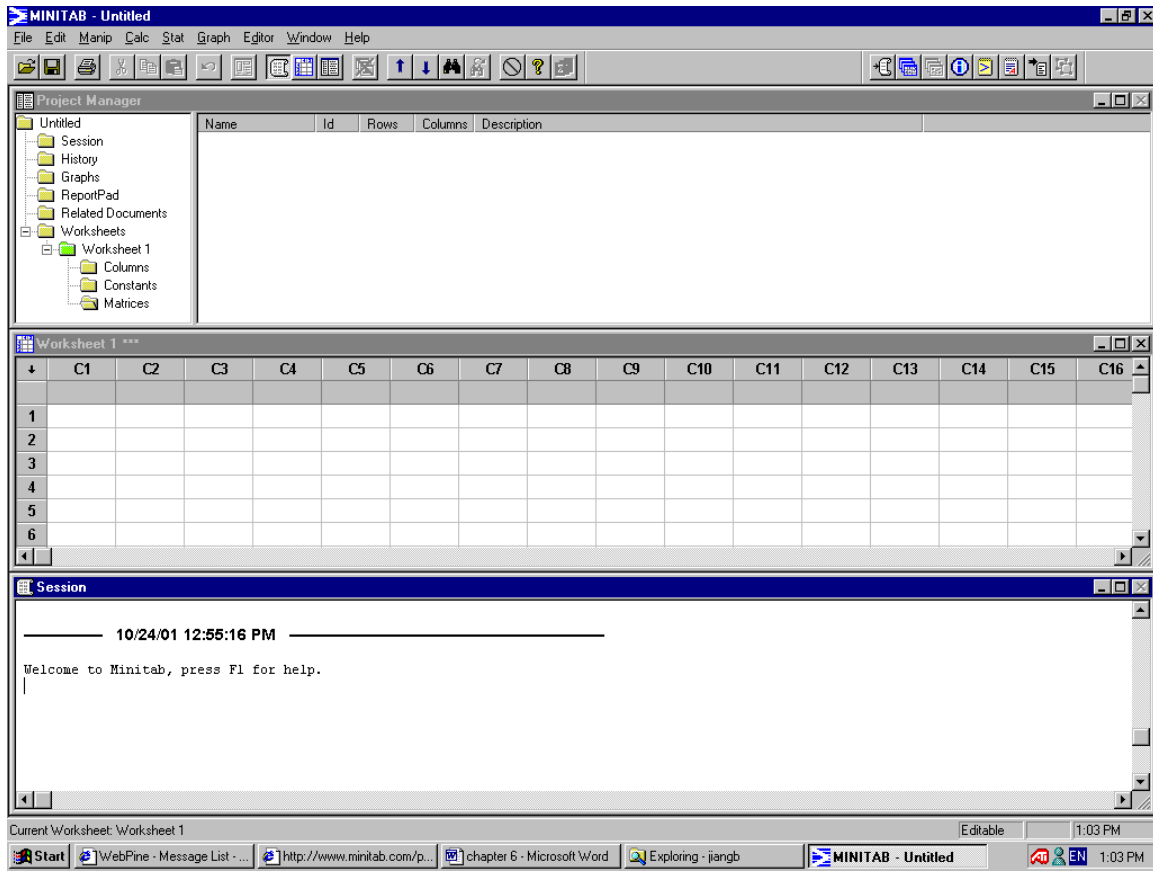 MINITAB - Untitled
File Edit Manip Calc Stat Graph Editor Window Help
Project Manager
Untitled
Session
History
Graphs
ReportPad
Related Documents
Worksheets
Worksheet 1
Columns
Constants
Matrices
Name Id Rows Columns Description
Worksheet 1 ***
C1 C2 C3 C4 C5 C6 C7 C8 C9 C10 C11 C12 C13 C14 C15 C16
1
2
3
4
5
6
Session
10/24/01 12:55:16 PM
Welcome to Minitab, press F1 for help.
Current Worksheet: Worksheet 1 Editable 1:03 PM
Start WebPine - Message List - ... http://www.minitab.com/p... chapter 6 - Microsoft Word Exploring - jiangb MINITAB - Untitled EN 1:03 PM